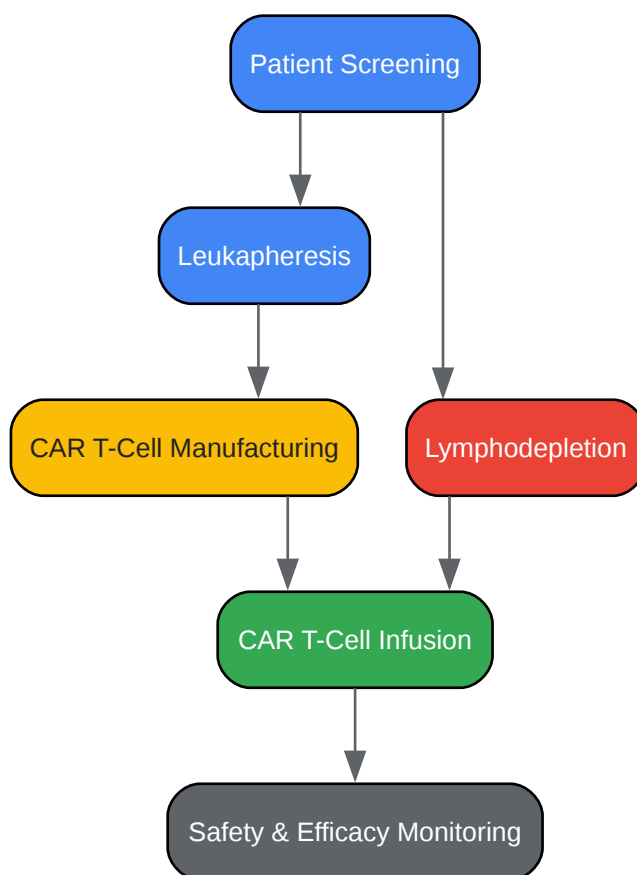 Patient Screening
Leukapheresis
CAR T-Cell Manufacturing
Lymphodepletion
CAR T-Cell Infusion
Safety & Efficacy Monitoring